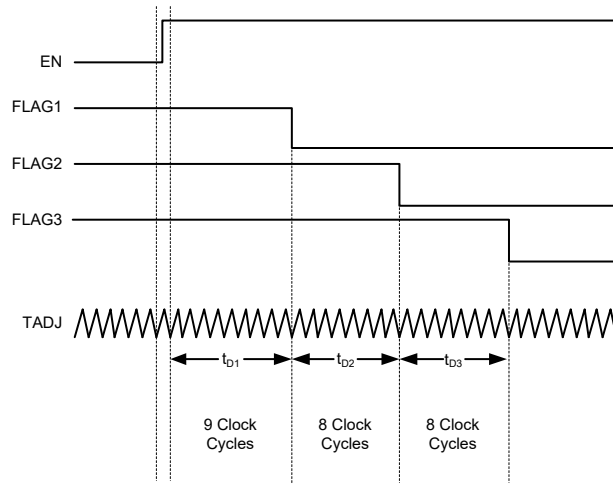 EN
FLAG1
FLAG2
FLAG3
TADJ
tD1
tD2
tD3
9 Clock
Cycles
8 Clock
Cycles
8 Clock
Cycles